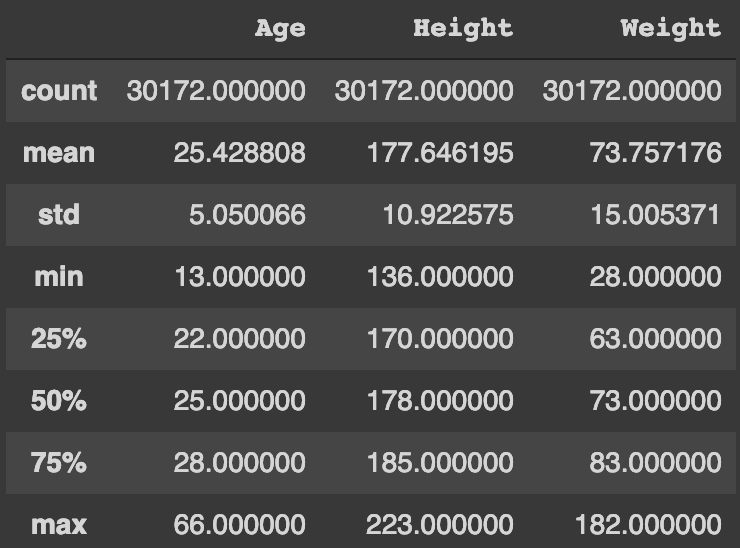 Age Height Weight
count 30172.000000 30172.000000 30172.000000
mean 25.428808 177.646195 73.757176
std 5.050066 10.922575 15.005371
min 13.000000 136.000000 28.000000
25% 22.000000 170.000000 63.000000
50% 25.000000 178.000000 73.000000
75% 28.000000 185.000000 83.000000
max 66.000000 223.000000 182.000000